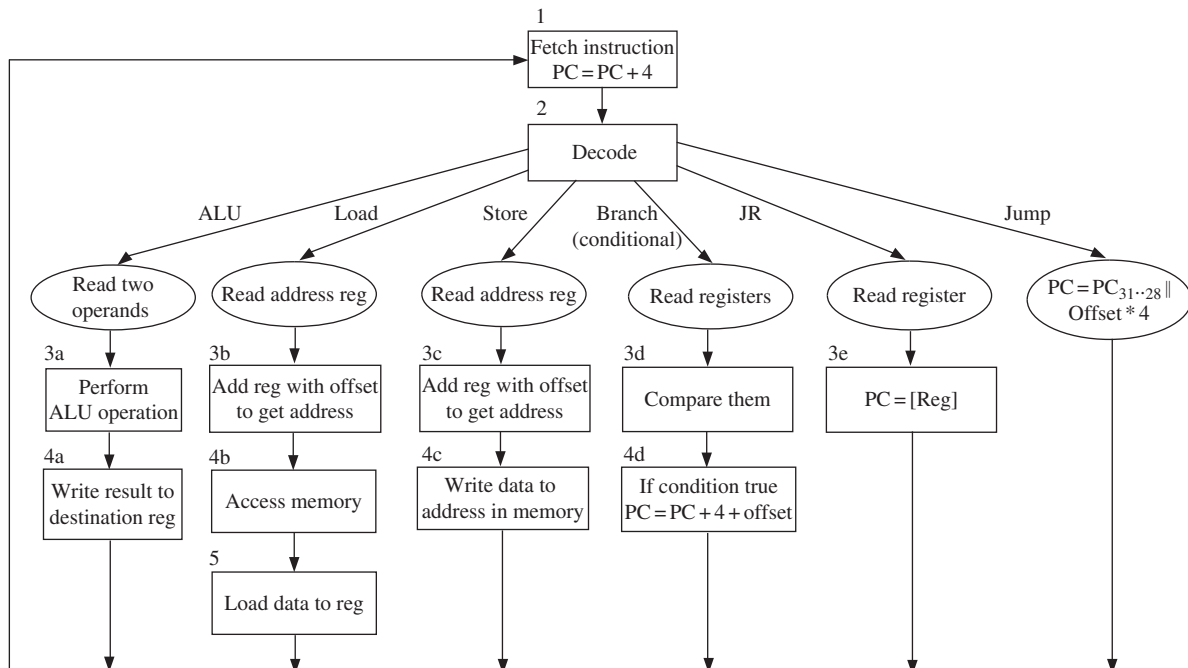 1
Fetch instruction
PC = PC + 4
2
Decode
ALU
Load
Store
Branch
(conditional)
JR
Jump
Read two
operands
Read address reg
Read address reg
Read registers
Read register
PC = PC31..28 ||
Offset * 4
3a
Perform
ALU operation
3b
Add reg with offset
to get address
3c
Add reg with offset
to get address
3d
Compare them
3e
PC = [Reg]
4a
Write result to
destination reg
4b
Access memory
4c
Write data to
address in memory
4d
If condition true
PC = PC + 4 + offset
5
Load data to reg